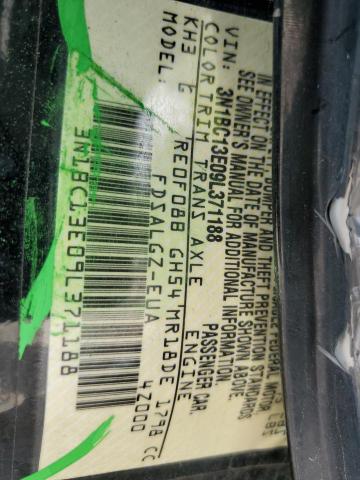 IN EFFECT ON THE DATE OF MANUFACTURE SHOWN ABOVE.
SEE OWNER'S MANUAL FOR ADDITIONAL INFORMATION.
VIN: 3N1BC13E09L371188 PASSENGER CAR
COLOR TRIM TRANS AXLE ENGINE
KH3 G RE0F08B GH54 MR18DE 1798 CC
MODEL: FDSALGZ-EUA 42000
3N1BC13E09L371188